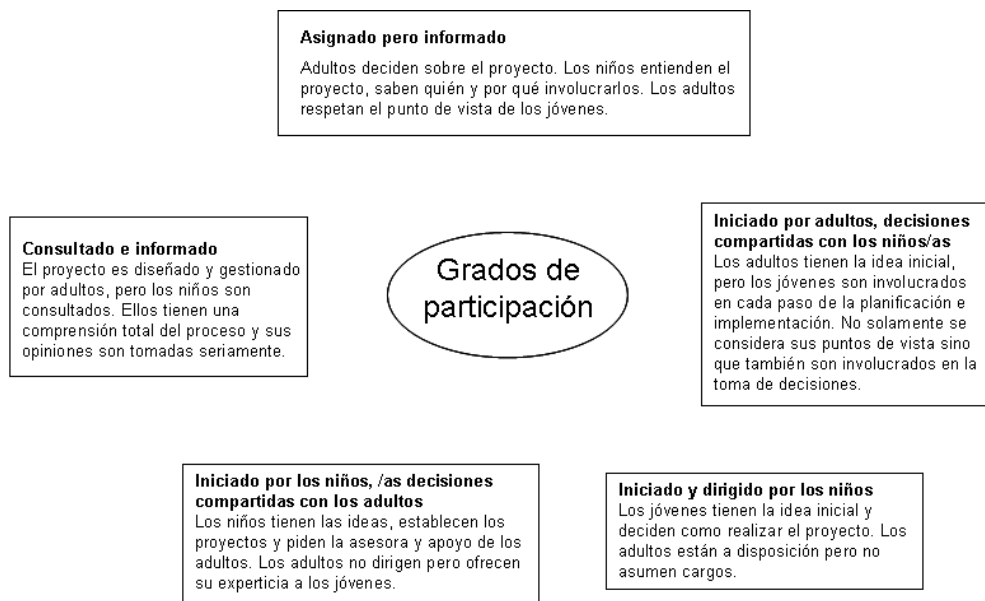 Asignado pero informado
Adultos deciden sobre el proyecto. Los niños entienden el
proyecto, saben quién y por qué involucrarlos. Los adultos
respetan el punto de vista de los jóvenes.
Consultado e informado
El proyecto es diseñado y gestionado
por adultos, pero los niños son
consultados. Ellos tienen una
comprensión total del proceso y sus
opiniones son tomadas seriamente.
Grados de
participación
Iniciado por adultos, decisiones
compartidas con los niños/as
Los adultos tienen la idea inicial,
pero los jóvenes son involucrados
en cada paso de la planificación e
implementación. No solamente se
considera sus puntos de vista sino
que también son involucrados en la
toma de decisiones.
Iniciado por los niños, /as decisiones
compartidas con los adultos
Los niños tienen las ideas, establecen los
proyectos y piden la asesora y apoyo de los
adultos. Los adultos no dirigen pero ofrecen
su experticia a los jóvenes.
Iniciado y dirigido por los niños
Los jóvenes tienen la idea inicial y
deciden como realizar el proyecto. Los
adultos están a disposición pero no
asumen cargos.